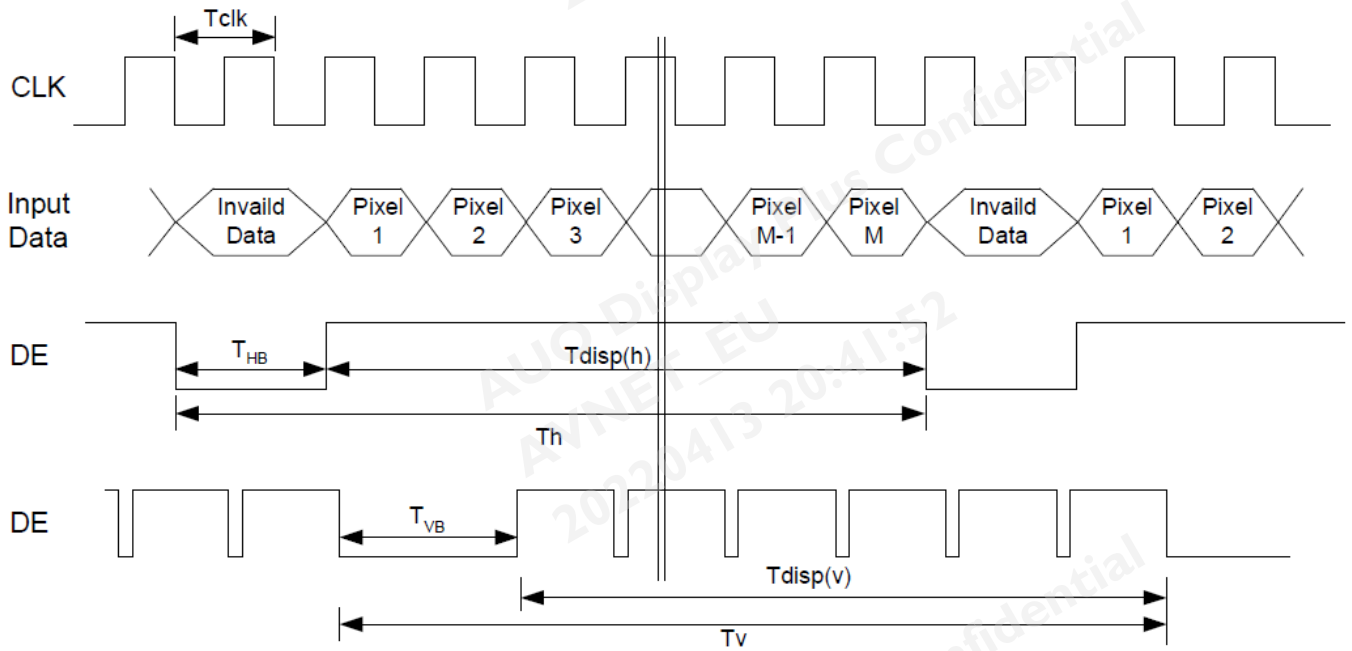 Tclk
CLK
Input
Data
Invaild
Data
Pixel
1
Pixel
2
Pixel
3
Pixel
M-1
Pixel
M
Invaild
Data
Pixel
1
Pixel
2
DE
THB
Tdisp(h)
Th
DE
TVB
Tdisp(v)
Tv
AUO Display Plus Confidential
AVNET_EU
20220413 20:41:52
onfidential